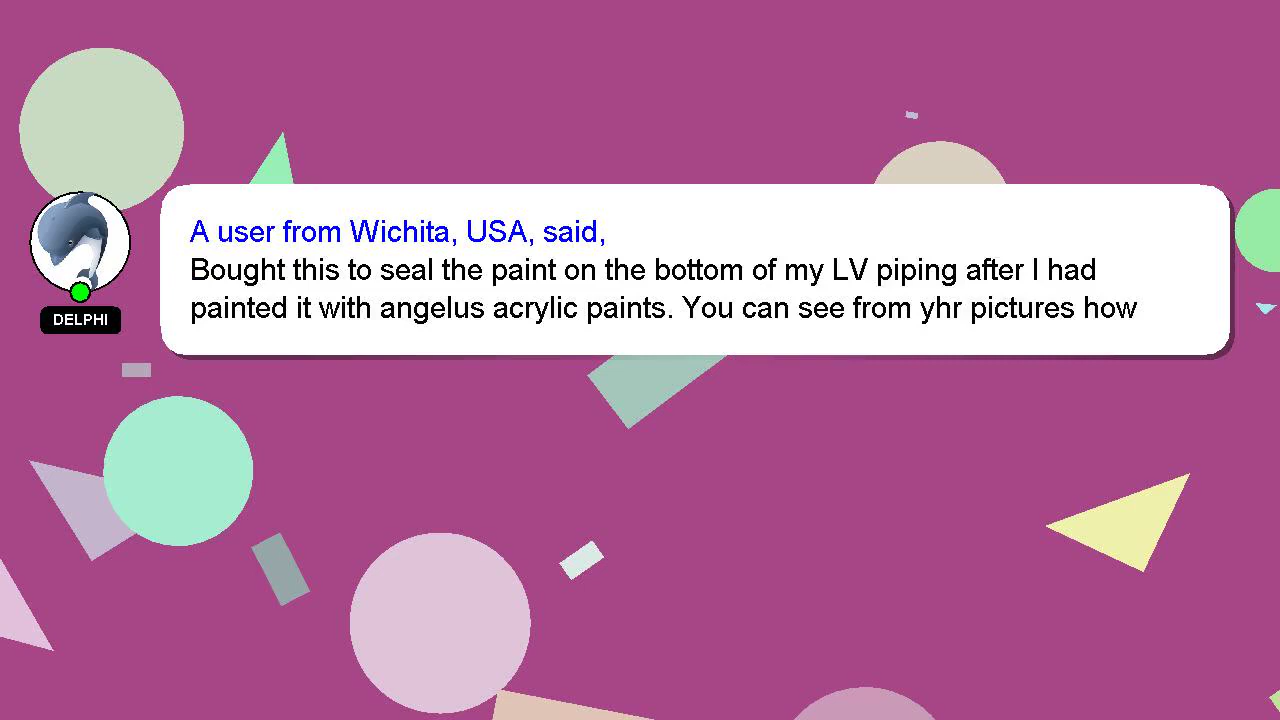 A user from Wichita, USA, said,
Bought this to seal the paint on the bottom of my LV piping after I had
painted it with angelus acrylic paints. You can see from yhr pictures how
DELPHI